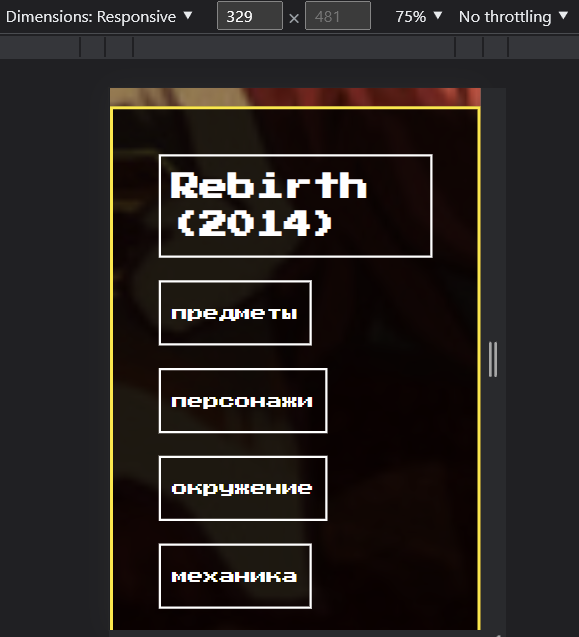 Dimensions: Responsive ▼ 329 × 481 75% ▼ No throttling ▼
Rebirth
(2014)
предметы
персонажи
окружение
механика